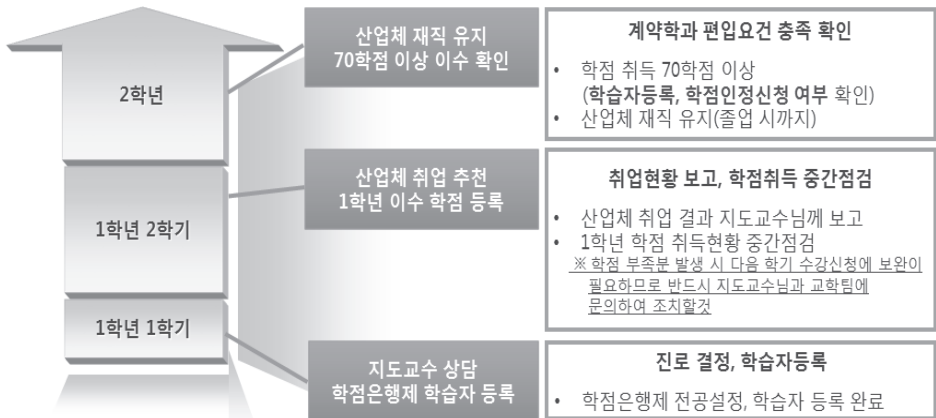 2학년
산업체 재직 유지
70학점 이상 이수 확인
계약학과 편입요건 충족 확인
• 학점 취득 70학점 이상
(학습자등록, 학점인정신청 여부 확인)
• 산업체 재직 유지(졸업 시까지)
1학년 2학기
산업체 취업 추천
1학년 이수 학점 등록
취업현황 보고, 학점취득 중간점검
• 산업체 취업 결과 지도교수님께 보고
• 1학년 학점 취득현황 중간점검
※ 학점 부족분 발생 시 다음 학기 수강신청에 보완이
필요하므로 반드시 지도교수님과 교학팀에
문의하여 조치할것
1학년 1학기
지도교수 상담
학점은행제 학습자 등록
진로 결정, 학습자등록
• 학점은행제 전공설정, 학습자 등록 완료